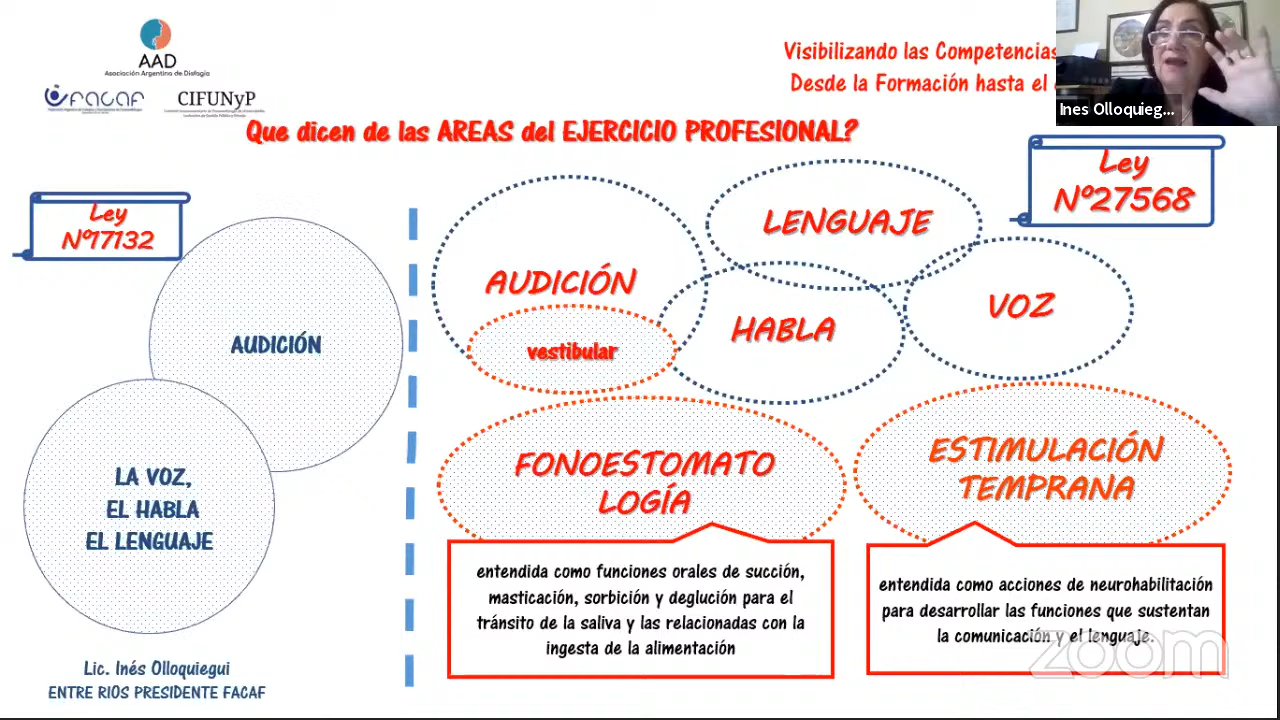 AAD
Asociación Argentina de Disfagia
FACAF
CIFUNyP
Visibilizando las Competencias
Desde la Formación hasta el
Ines Olloquieg...
Que dicen de las AREAS del EJERCICIO PROFESIONAL?
Ley
Nº17132
Ley
Nº27568
AUDICIÓN
LA VOZ,
EL HABLA
EL LENGUAJE
LENGUAJE
AUDICIÓN
VOZ
HABLA
vestibular
FONOESTOMATO
LOGÍA
ESTIMULACIÓN
TEMPRANA
entendida como funciones orales de succión,
masticación, sorbición y deglución para el
tránsito de la saliva y las relacionadas con la
ingesta de la alimentación
entendida como acciones de neurohabilitación
para desarrollar las funciones que sustentan
la comunicación y el lenguaje.
zoom
Lic. Inés Olloquiegui
ENTRE RIOS PRESIDENTE FACAF